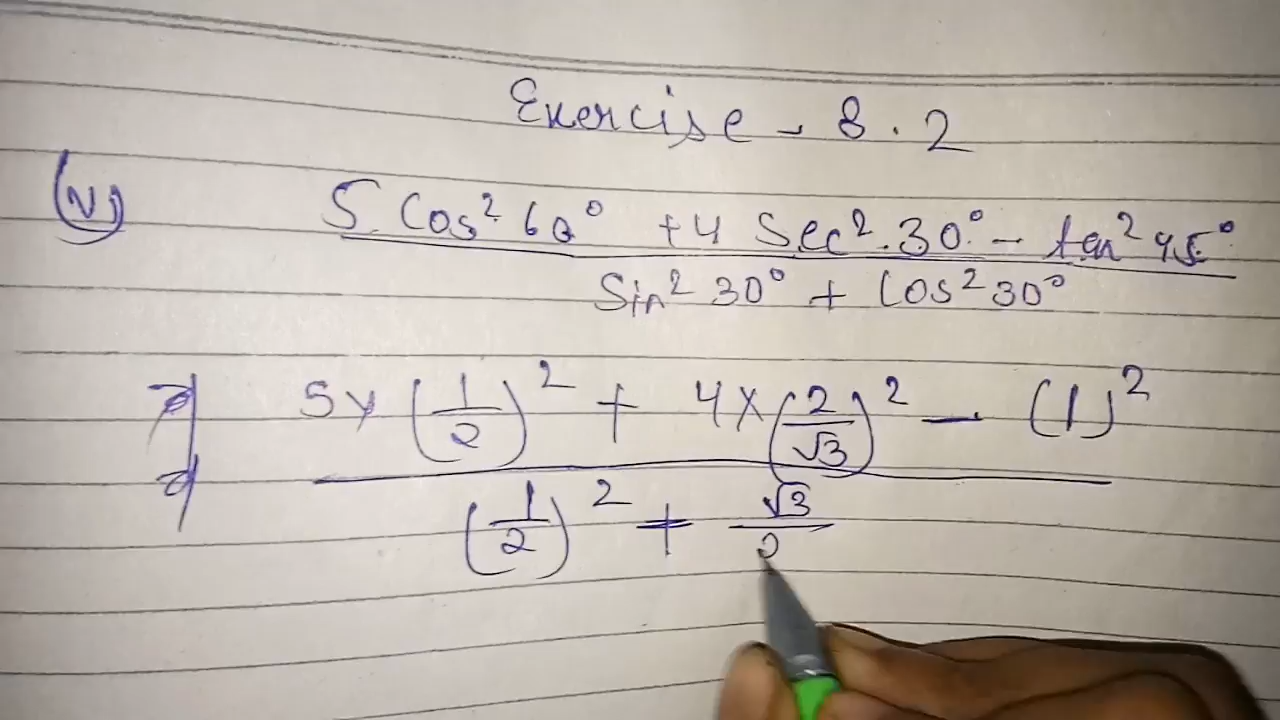 Exercise - 8.2
(v) 5 Cos² 60° + 4 Sec². 30° - tan² 45°
Sin² 30° + Cos² 30°
⇒ 5 × (1/2)² + 4 × (2/√3)² - (1)²
(1/2)² + √3/2